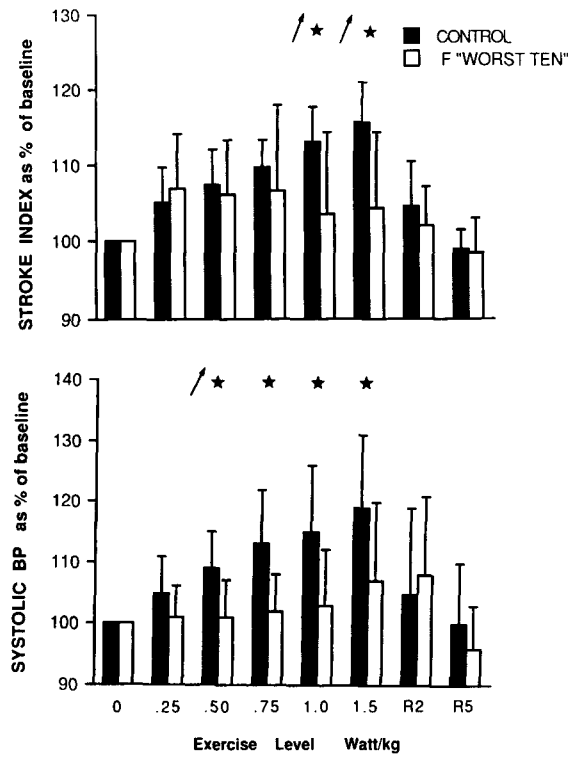 130
120
110
100
90
STROKE INDEX as % of baseline
CONTROL
F "WORST TEN"
140
130
120
110
100
90
SYSTOLIC BP as % of baseline
0 .25 .50 .75 1.0 1.5 R2 R5
Exercise Level Watt/kg